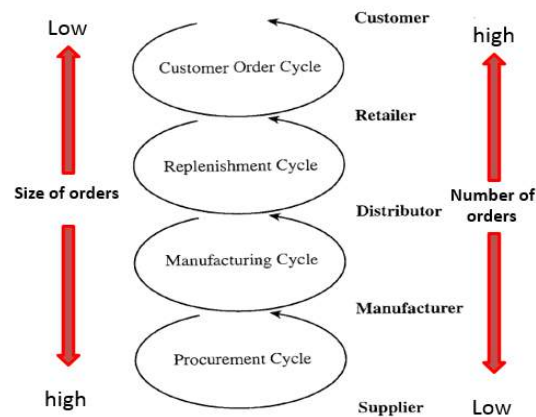 Customer
Low
high
Customer Order Cycle
Retailer
Replenishment Cycle
Size of orders
Number of
orders
Distributor
Manufacturing Cycle
Manufacturer
Procurement Cycle
high
Supplier
Low